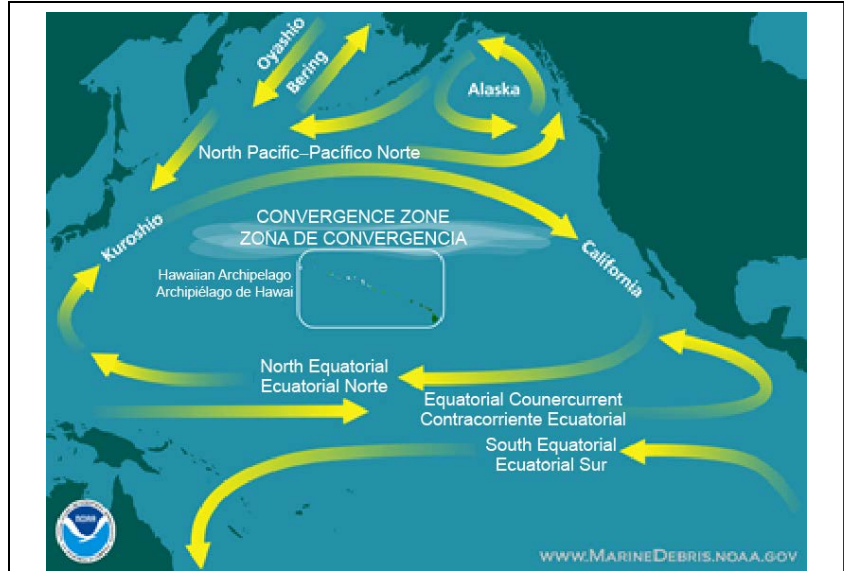 Oyashio
Bering
Alaska
North Pacific–Pacífico Norte
Kuroshio
CONVERGENCE ZONE
ZONA DE CONVERGENCIA
California
Hawaiian Archipelago
Archipiélago de Hawai
North Equatorial
Ecuatorial Norte
Equatorial Counercurrent
Contracorriente Ecuatorial
South Equatorial
Ecuatorial Sur
NOAA
WWW.MARINEDEBRIS.NOAA.GOV